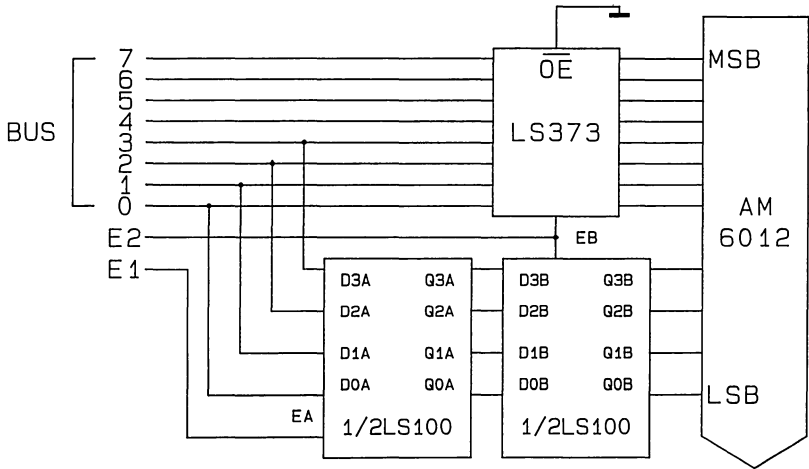 7
MSB
6
OE
5
4
LS373
BUS
3
2
1
0
AM
6012
E2
EB
E1
D3A Q3A
D3B Q3B
D2A Q2A
D2B Q2B
D1A Q1A
D1B Q1B
D0A Q0A
D0B Q0B
LSB
EA
1/2LS100
1/2LS100